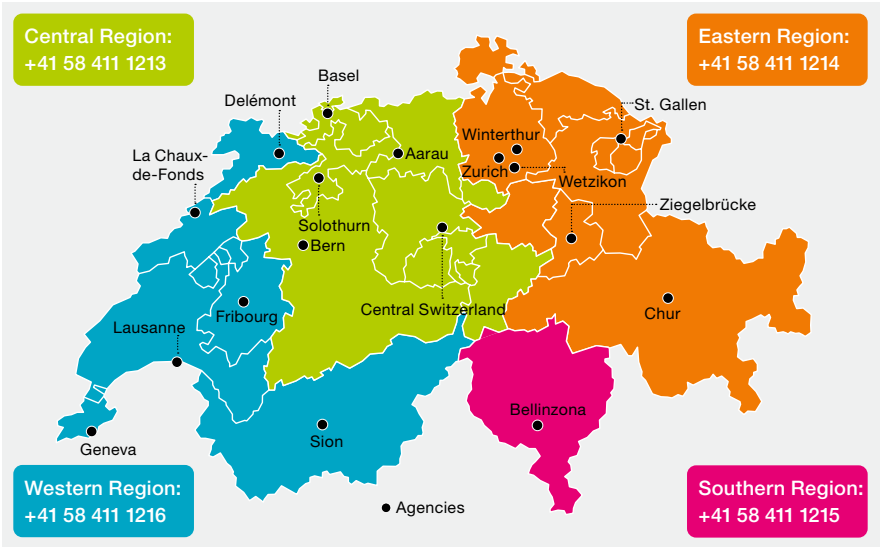 Central Region:
+41 58 411 1213
Eastern Region:
+41 58 411 1214
Basel
Delémont
St. Gallen
La Chaux-
de-Fonds
Aarau
Winterthur
Zurich
Wetzikon
Ziegelbrücke
Solothurn
Bern
Central Switzerland
Fribourg
Lausanne
Chur
Bellinzona
Sion
Geneva
Western Region:
+41 58 411 1216
Agencies
Southern Region:
+41 58 411 1215